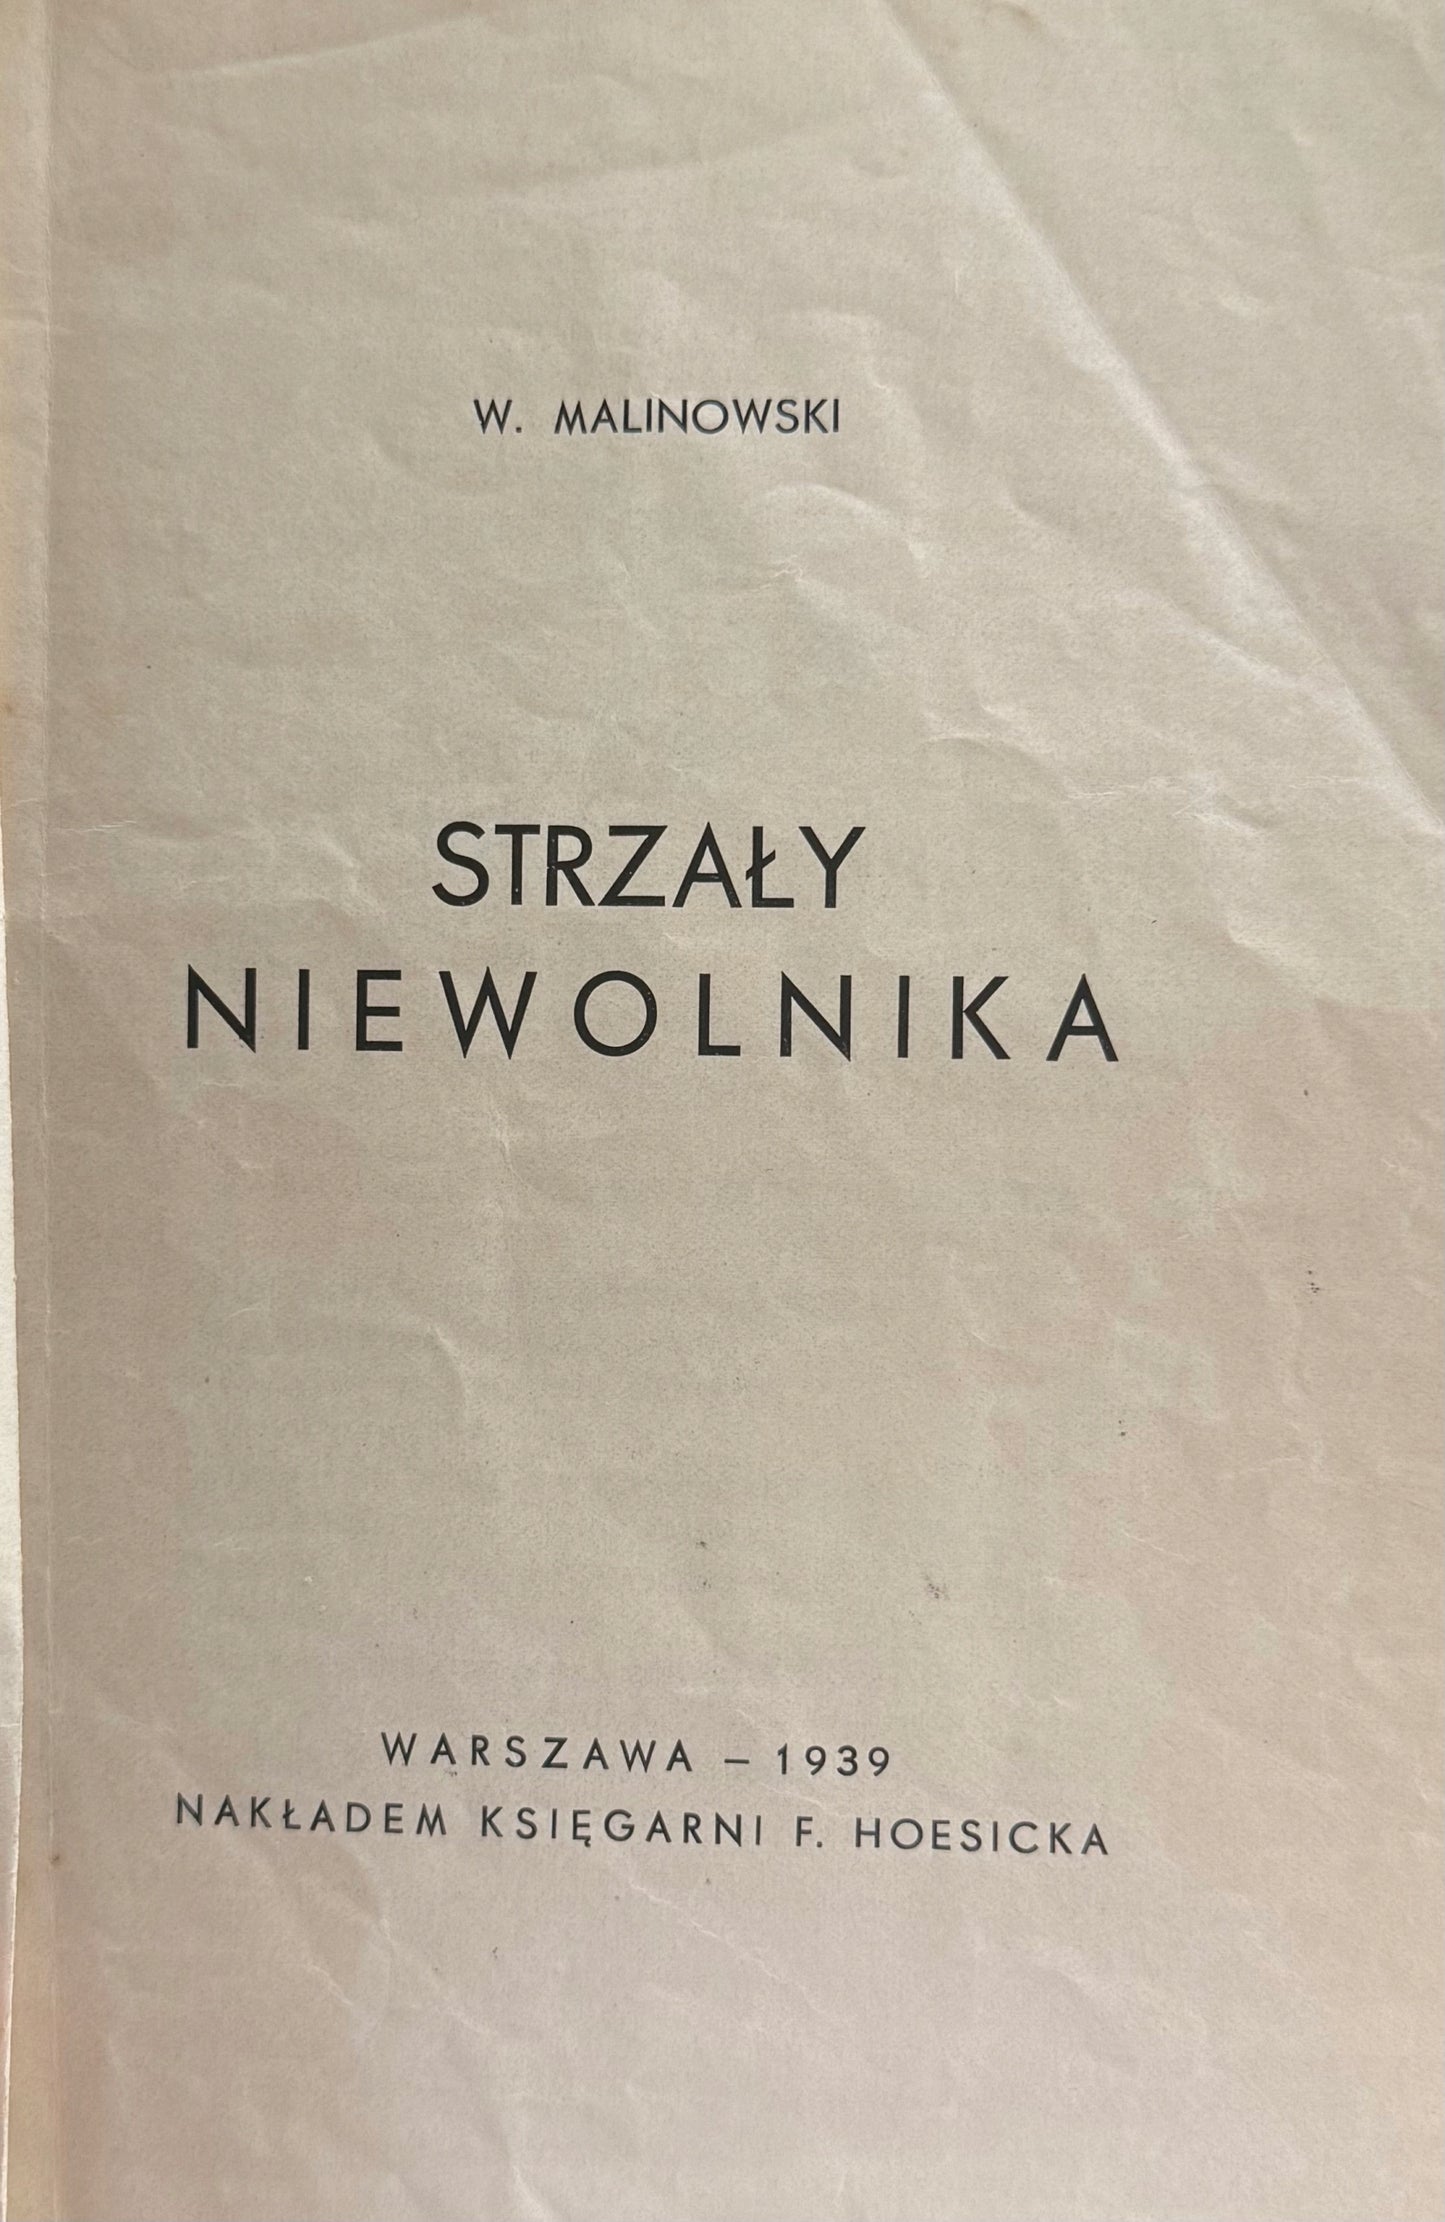 W. MALINOWSKI
STRZAŁY
NIEWOLNIKA
WARSZAWA – 1939
NAKŁADEM KSIĘGARNI F. HOESICKA